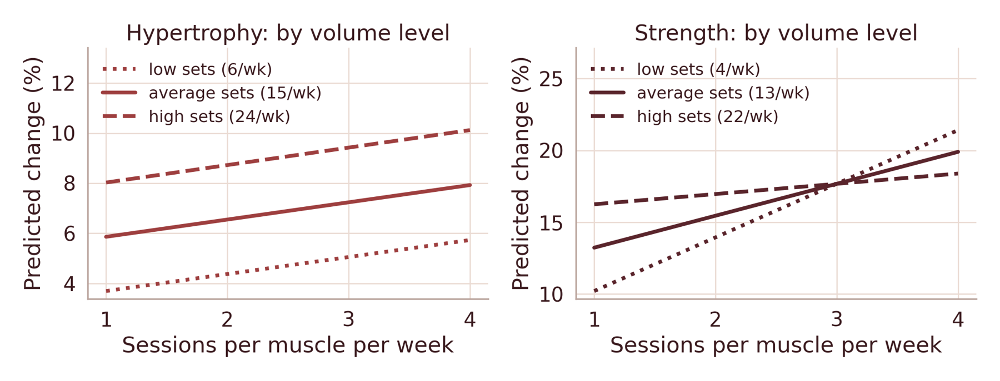 Hypertrophy: by volume level
Predicted change (%)
12
10
8
6
4
low sets (6/wk)
average sets (15/wk)
high sets (24/wk)
1 2 3 4
Sessions per muscle per week
Strength: by volume level
Predicted change (%)
25
20
15
10
low sets (4/wk)
average sets (13/wk)
high sets (22/wk)
1 2 3 4
Sessions per muscle per week